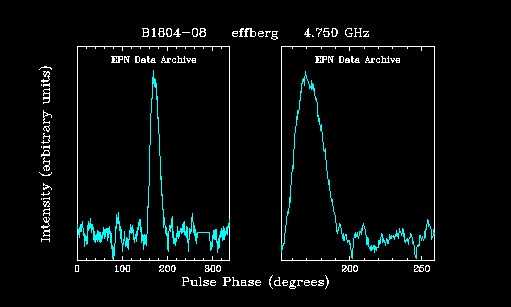 B1804-08 effberg 4.750 GHz
EPN Data Archive EPN Data Archive
Intensity (arbitrary units)
0 100 200 300 200 250
Pulse Phase (degrees)